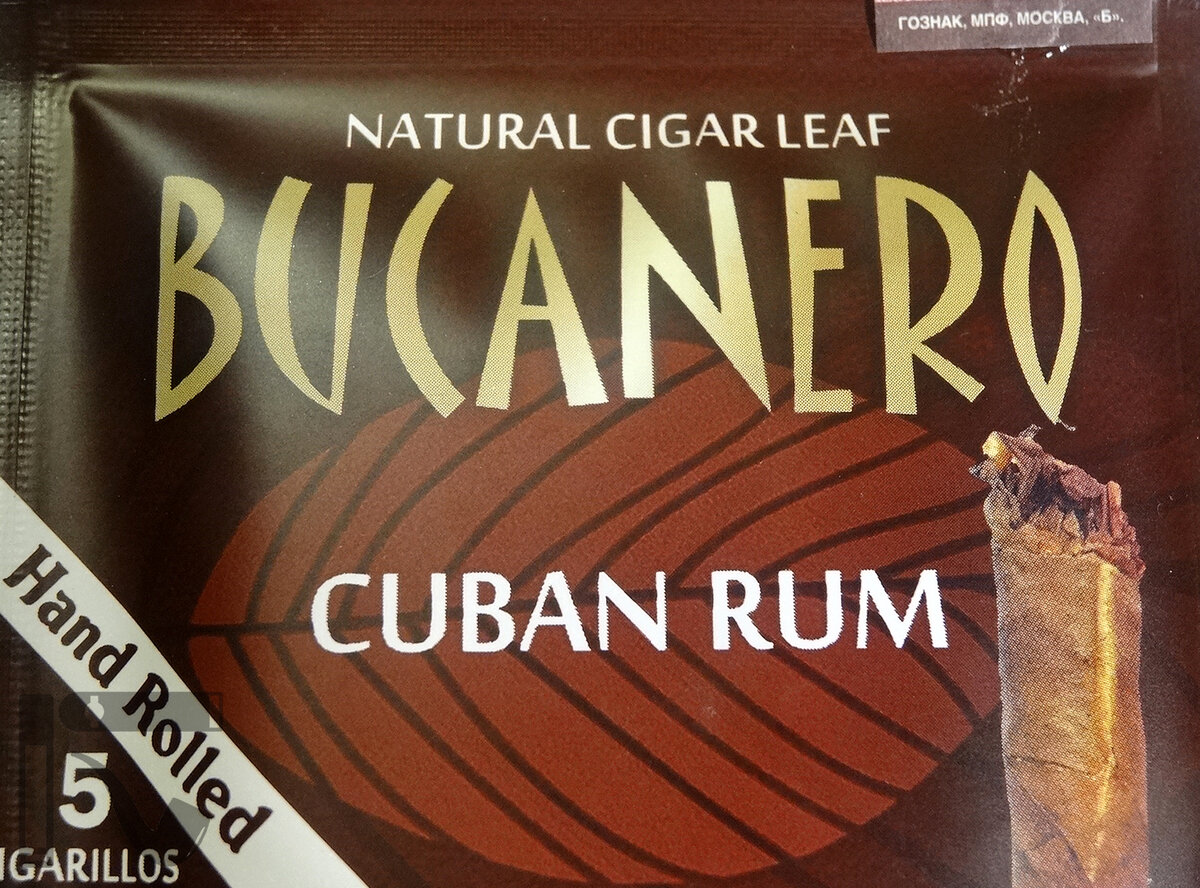 ГОЗНАК, МПФ, МОСКВА, «Б».
NATURAL CIGAR LEAF
BUCANERO
CUBAN RUM
Hand Rolled
5
IGARILLOS